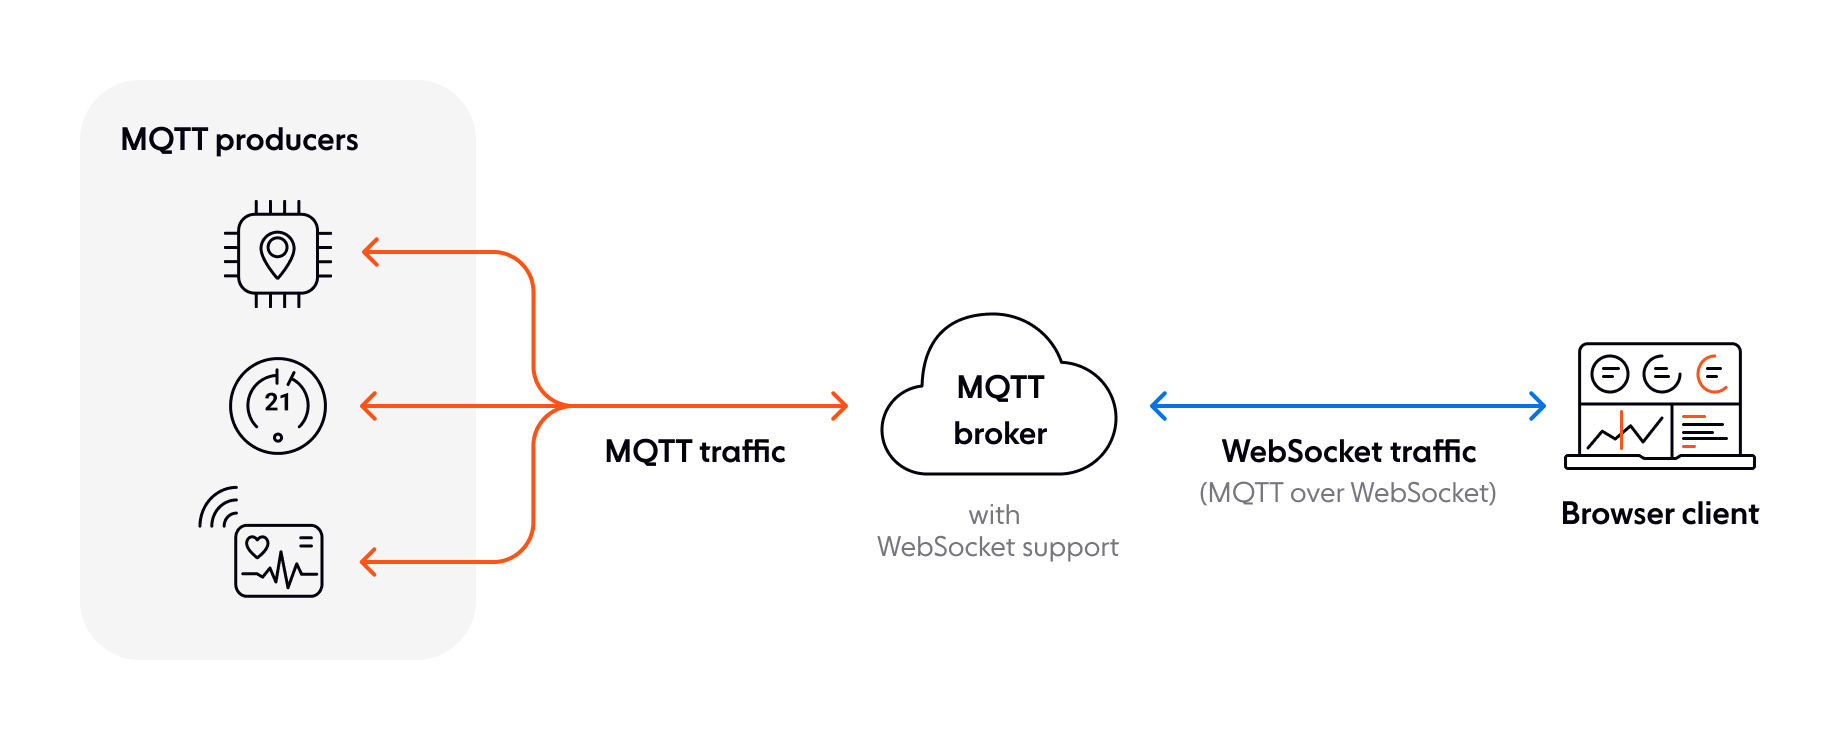 MQTT producers
21
MQTT traffic
MQTT
broker
with
WebSocket support
WebSocket traffic
(MQTT over WebSocket)
Browser client